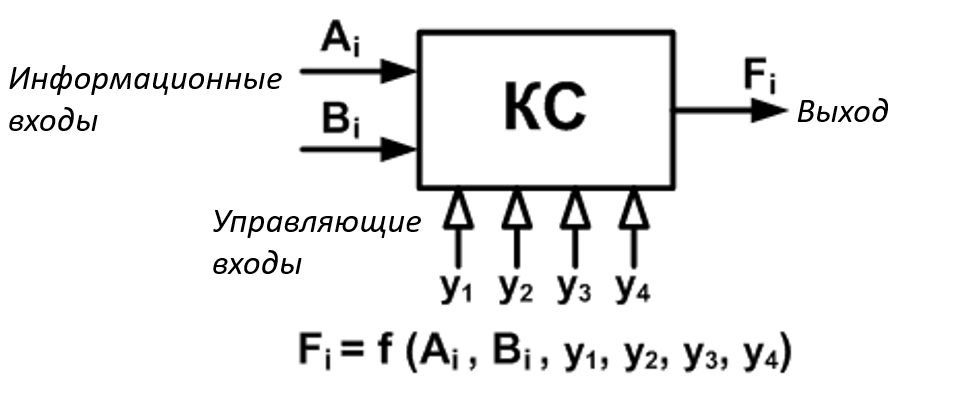 Aᵢ
Информационные
входы
Bᵢ
КС
Fᵢ
Выход
Управляющие
входы
y₁ y₂ y₃ y₄
Fᵢ = f (Aᵢ , Bᵢ , y₁, y₂, y₃, y₄)